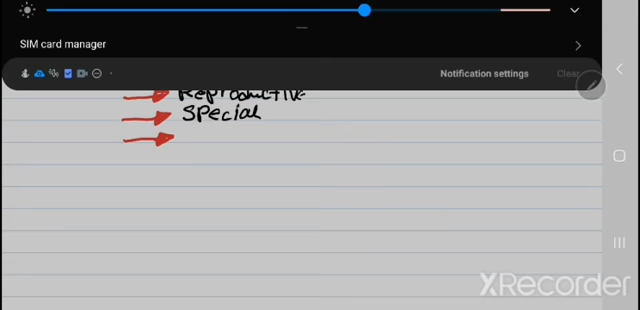 SIM card manager
Notification settings Clear
Reproductive
Special
XRecorder